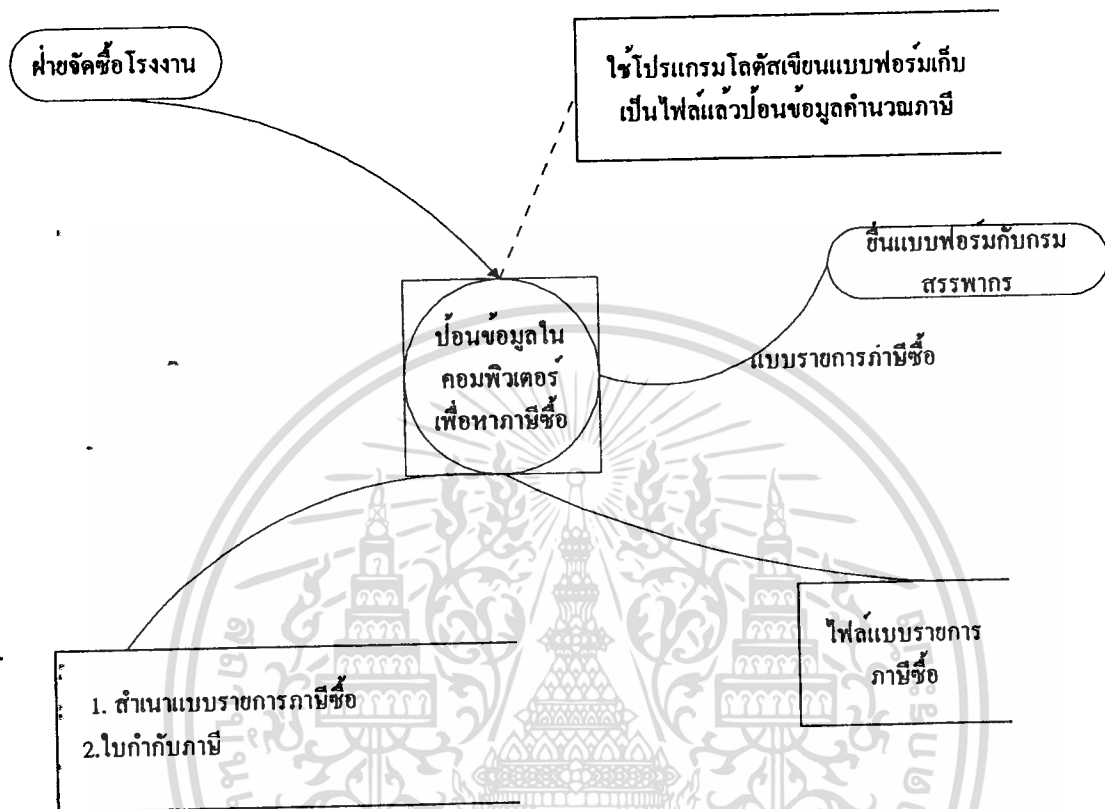 ฝ่ายจัดซื้อโรงงาน
ใช้โปรแกรมโลตัสเขียนแบบฟอร์มเก็บ
เป็นไฟล์แล้วป้อนข้อมูลคำนวณภาษี
ยื่นแบบฟอร์มกับกรม
สรรพากร
ป้อนข้อมูลใน
คอมพิวเตอร์
เพื่อหาภาษีซื้อ
แบบรายการภาษีซื้อ
ไฟล์แบบรายการ
ภาษีซื้อ
1. สำเนาแบบรายการภาษีซื้อ
2.ใบกำกับภาษี